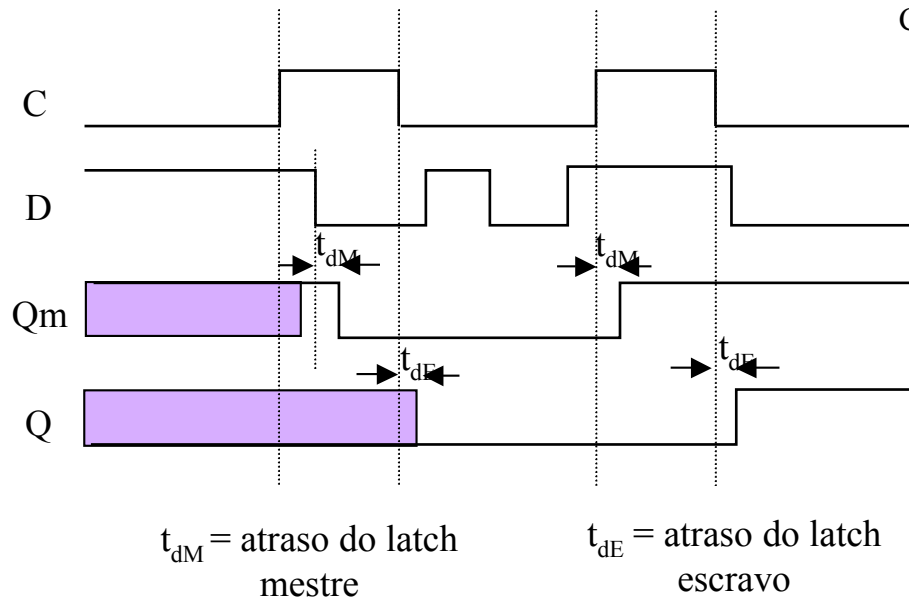 C
D
t_dM
t_dM
Qm
t_dE
t_dE
Q
t_dM = atraso do latch
mestre
t_dE = atraso do latch
escravo